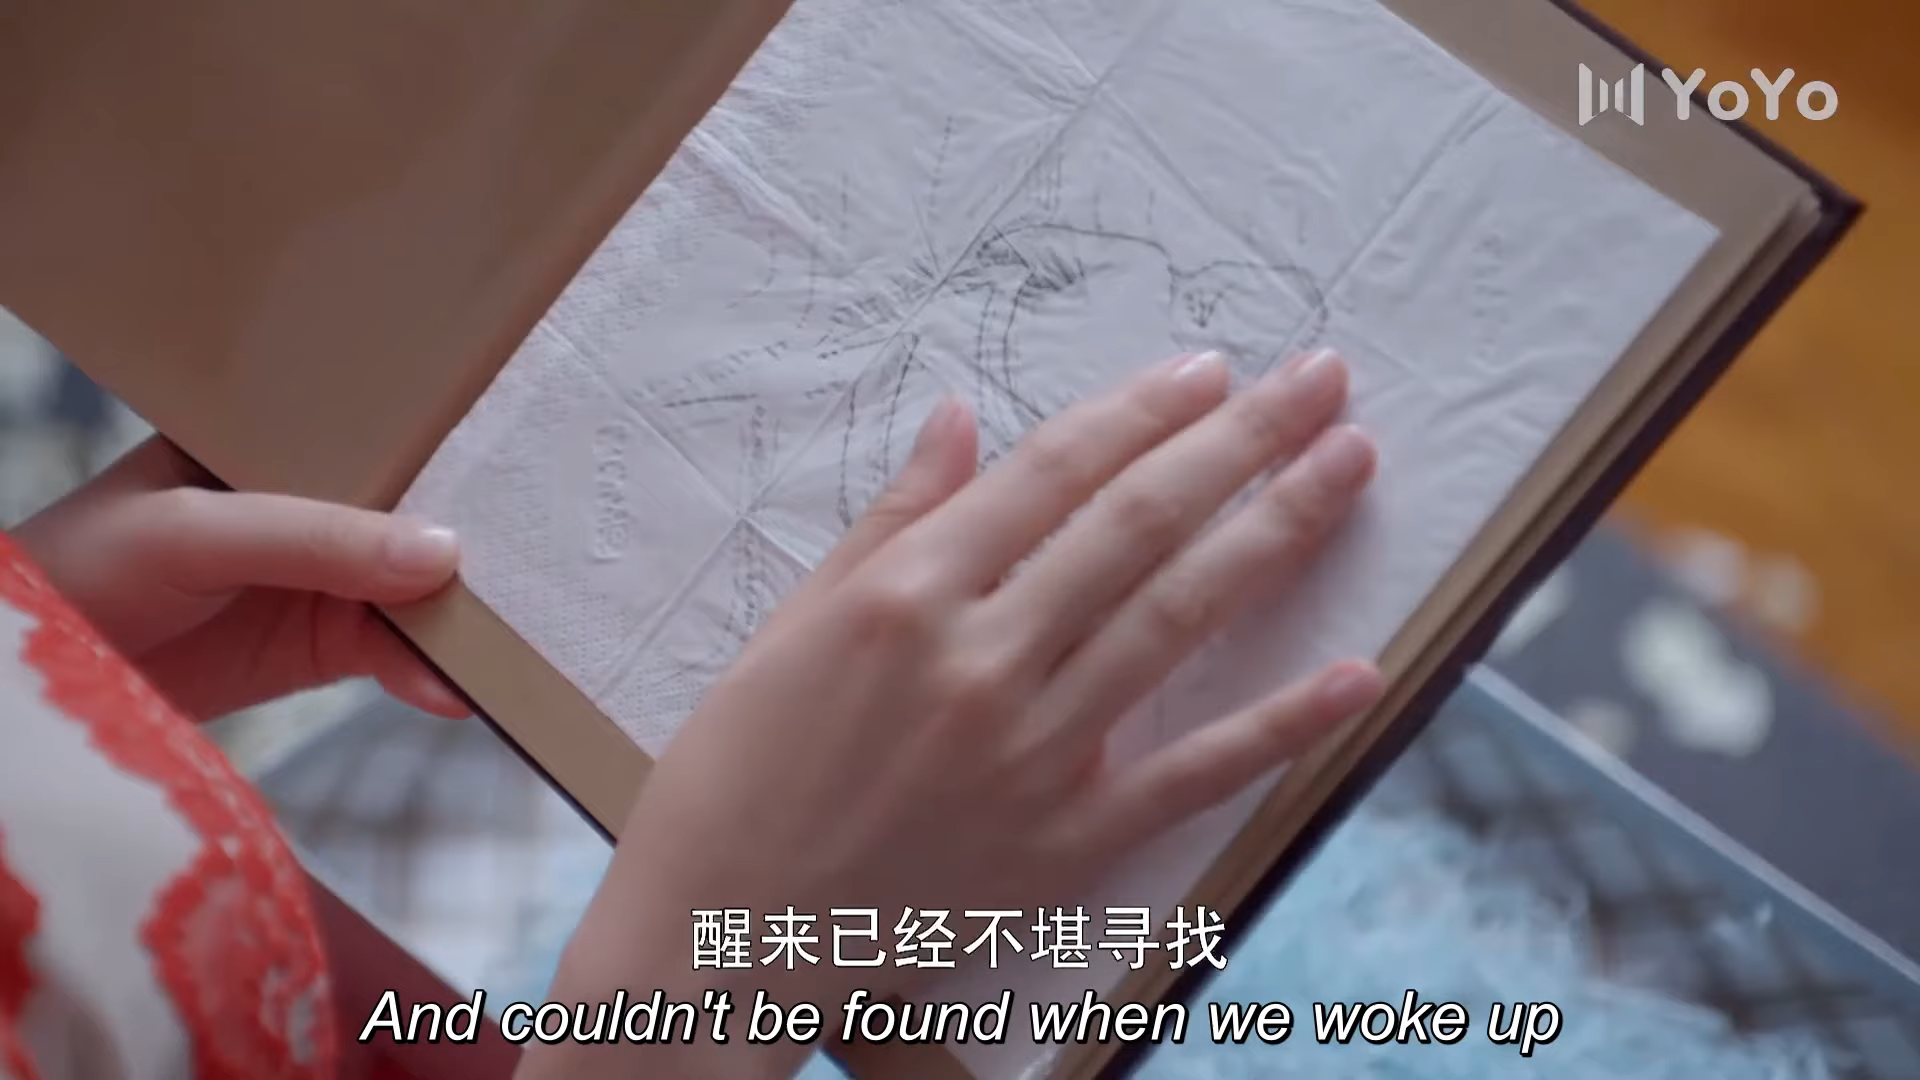 YoYo
醒来已经不堪寻找
And couldn't be found when we woke up